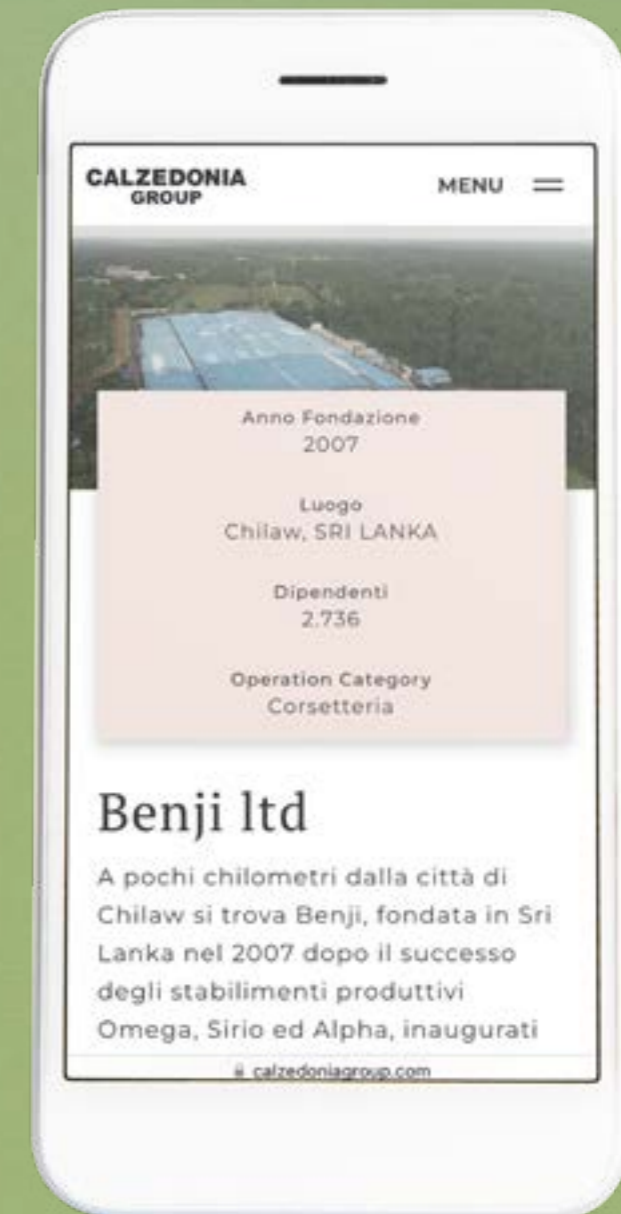 CALZEDONIA
GROUP
MENU
Anno Fondazione
2007
Luogo
Chilaw, SRI LANKA
Dipendenti
2.736
Operation Category
Corsetteria
Benji ltd
A pochi chilometri dalla città di
Chilaw si trova Benji, fondata in Sri
Lanka nel 2007 dopo il successo
degli stabilimenti produttivi
Omega, Sirio ed Alpha, inaugurati
calzedoniagroup.com